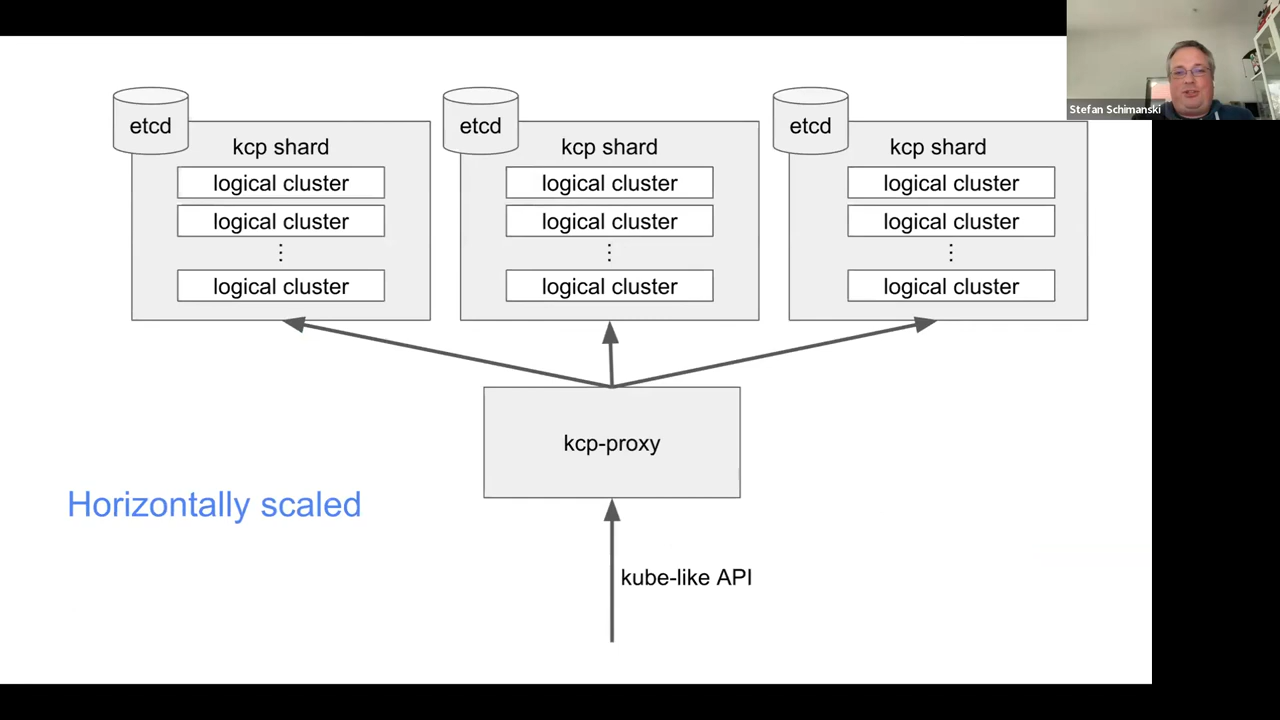 Stefan Schimanski
etcd
kcp shard
logical cluster
logical cluster
logical cluster
etcd
kcp shard
logical cluster
logical cluster
logical cluster
etcd
kcp shard
logical cluster
logical cluster
logical cluster
kcp-proxy
Horizontally scaled
kube-like API